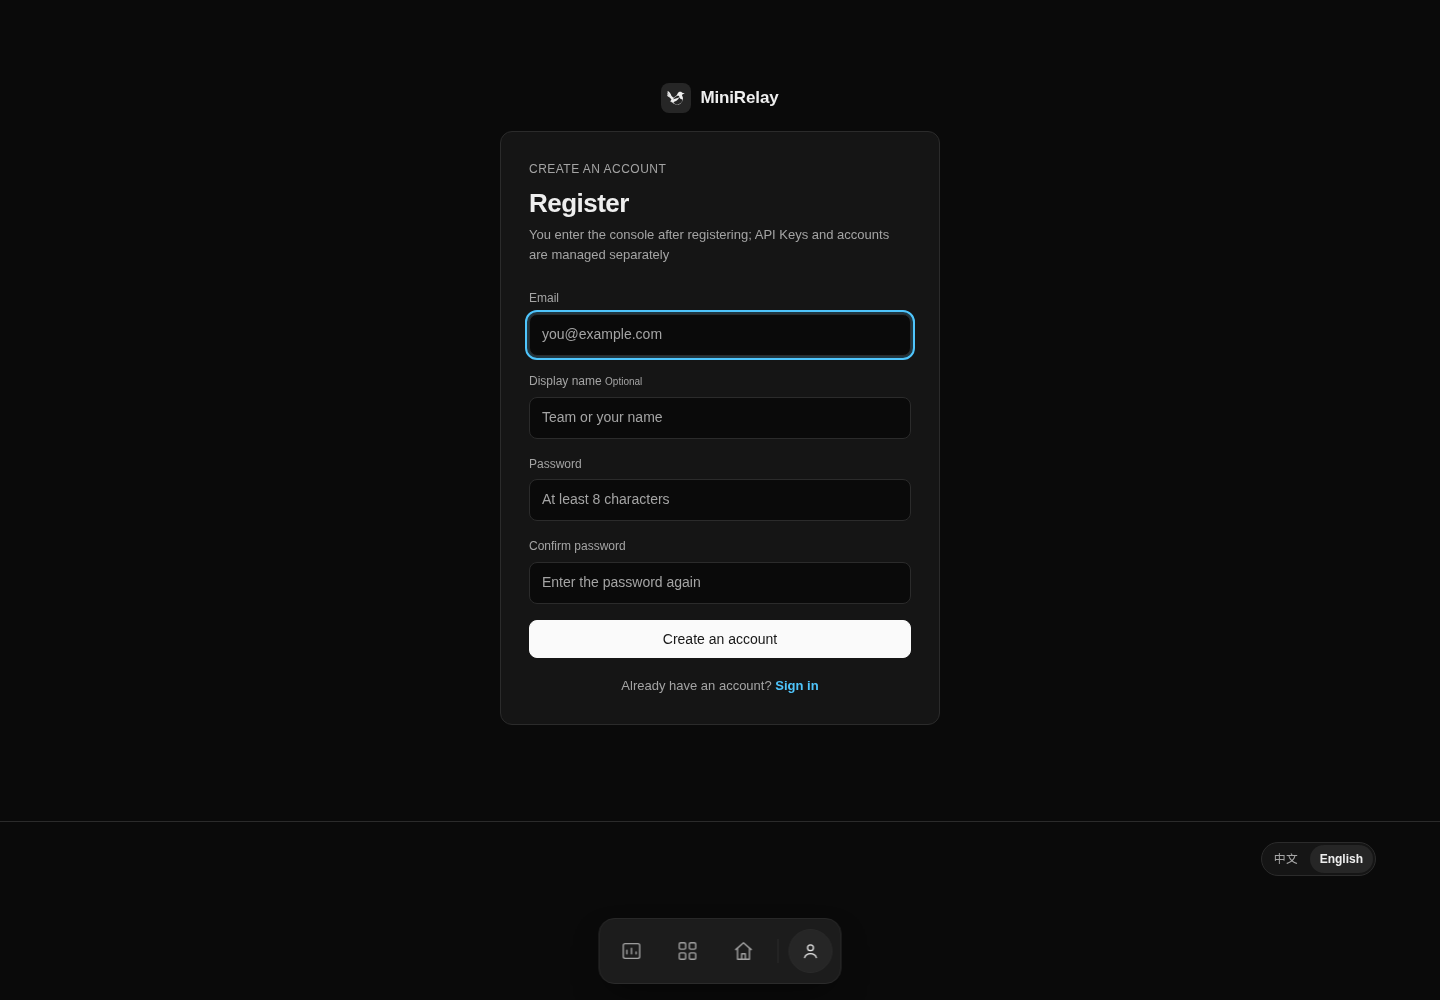 MiniRelay
CREATE AN ACCOUNT
Register
You enter the console after registering; API Keys and accounts
are managed separately
Email
you@example.com
Display name Optional
Team or your name
Password
At least 8 characters
Confirm password
Enter the password again
Create an account
Already have an account? Sign in
中文 English